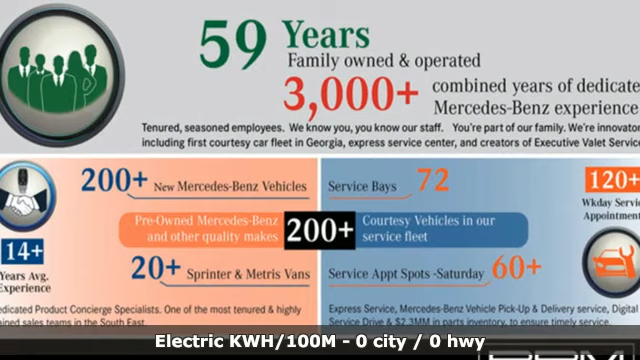 59 Years
Family owned & operated
3,000+ combined years of dedicate
Mercedes-Benz experience
Tenured, seasoned employees. We know you, you know our staff. You're part of our family. We're innovator
including first courtesy car fleet in Georgia, express service center, and creators of Executive Valet Service
200+ New Mercedes-Benz Vehicles
Service Bays 72
120+
Wkday Servic
Appointment
Pre-Owned Mercedes-Benz
and other quality makes
200+
Courtesy Vehicles in our
service fleet
14+
Years Avg.
Experience
20+ Sprinter & Metris Vans
Service Appt Spots -Saturday 60+
edicated Product Concierge Specialists. One of the most tenured & highly
ained sales teams in the South East.
Express Service, Mercedes-Benz Vehicle Pick-Up & Delivery service, Digital
Service Drive & $2.3MM in parts inventory, to ensure timely service.
Electric KWH/100M - 0 city / 0 hwy